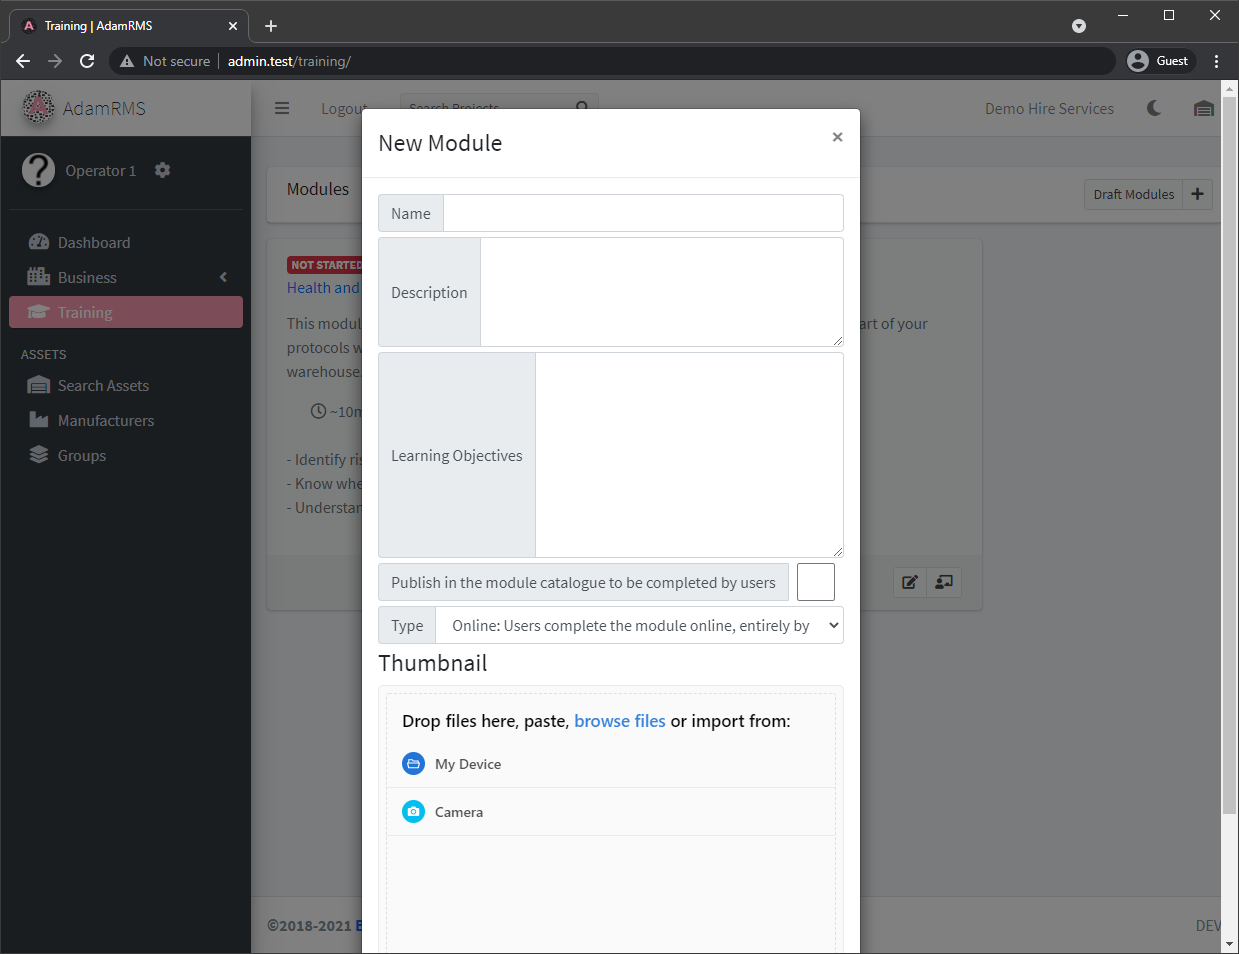 Training | AdamRMS
Not secure
admin.test/training/
Guest
AdamRMS
Logout
Search Projects
Demo Hire Services
Operator 1
Dashboard
Business
Training
ASSETS
Search Assets
Manufacturers
Groups
Modules
Draft Modules
NOT STARTED
Health and
This modul
art of your
protocols w
warehouse
~10m
- Identify ris
- Know whe
- Understan
©2018-2021 B
DEV
New Module
×
Name
Description
Learning Objectives
Publish in the module catalogue to be completed by users
Type
Online: Users complete the module online, entirely by
Thumbnail
Drop files here, paste, browse files or import from:
My Device
Camera